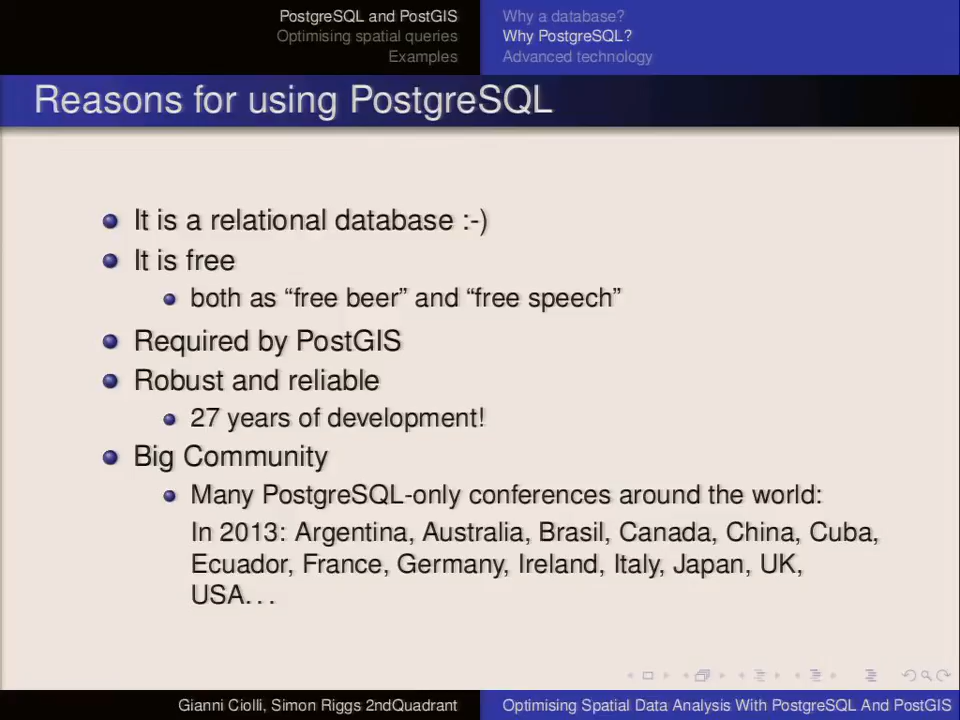 PostgreSQL and PostGIS
Optimising spatial queries
Examples
Why a database?
Why PostgreSQL?
Advanced technology
Reasons for using PostgreSQL
It is a relational database :-)
It is free
both as “free beer” and “free speech”
Required by PostGIS
Robust and reliable
27 years of development!
Big Community
Many PostgreSQL-only conferences around the world:
In 2013: Argentina, Australia, Brasil, Canada, China, Cuba,
Ecuador, France, Germany, Ireland, Italy, Japan, UK,
USA...
Gianni Ciolli, Simon Riggs 2ndQuadrant
Optimising Spatial Data Analysis With PostgreSQL And PostGIS